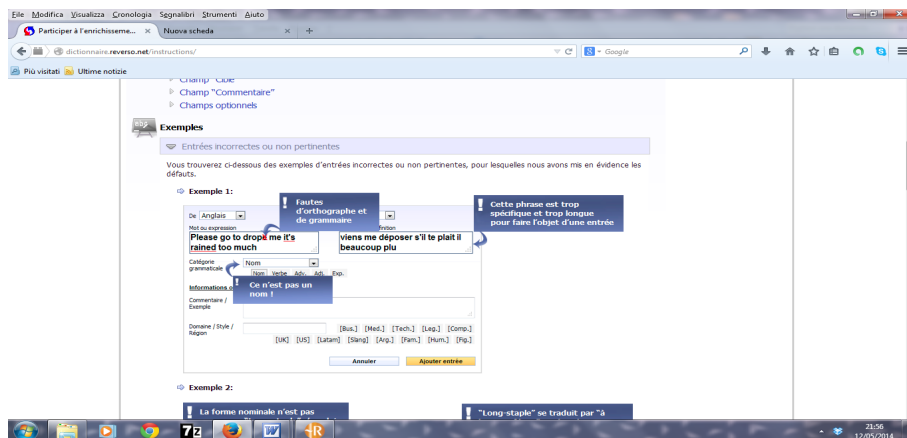 File Modifica Visualizza Cronologia Segnalibri Strumenti Aiuto
Participer à l'enrichisseme... × Nuova scheda × +
dictionnaire.reverso.net/instructions/ Google
Più visitati Ultime notizie
Champ "Cible"
Champ "Commentaire"
Champs optionnels
Exemples
Entrées incorrectes ou non pertinentes
Vous trouverez ci-dessous des exemples d'entrées incorrectes ou non pertinentes, pour lesquelles nous avons mis en évidence les
défauts.
Exemple 1:
! Fautes
d'orthographe et
de grammaire
! Cette phrase est trop
spécifique et trop longue
pour faire l'objet d'une entrée
De Anglais
Mot ou expression
Please go to drope me it's
rained too much
viens me déposer s'il te plait il
beaucoup plu
Catégorie
grammaticale
Nom
Nom Verbe Adv. Adj. Exp.
! Ce n'est pas un
nom !
Informations
Commentaire /
Exemple
Domaine / Style /
Région
[Bus.] [Med.] [Tech.] [Leg.] [Comp.]
[UK] [US] [Latam] [Slang] [Arg.] [Fam.] [Hum.] [Fig.]
Annuler Ajouter entrée
Exemple 2:
! La forme nominale n'est pas
! "Long-staple" se traduit par "à
7z W R
21:56
12/05/2014